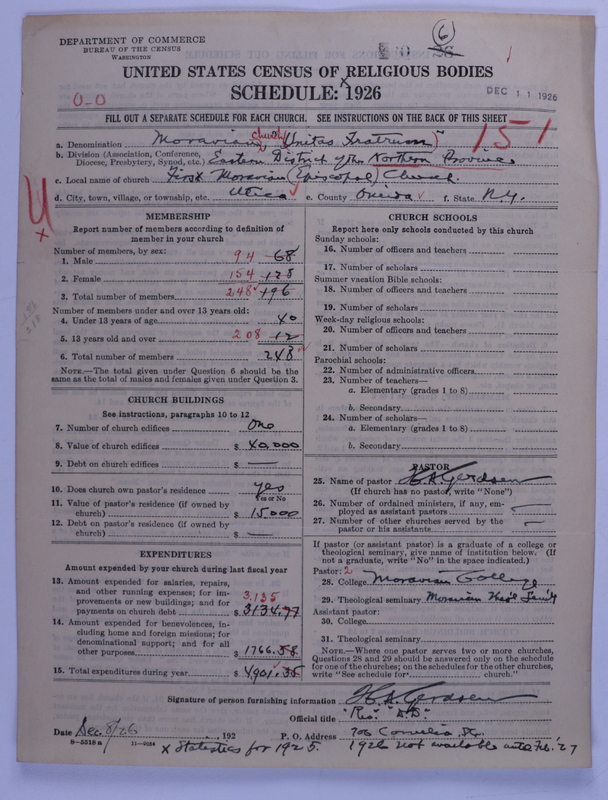 DEPARTMENT OF COMMERCE
BUREAU OF THE CENSUS
WASHINGTON
(6)
26
UNITED STATES CENSUS OF RELIGIOUS BODIES
SCHEDULE: x 1926
DEC 11 1926
0-0
FILL OUT A SEPARATE SCHEDULE FOR EACH CHURCH. SEE INSTRUCTIONS ON THE BACK OF THIS SHEET
151
a. Denomination Moravian Church (Unitas Fratrum)
b. Division (Association, Conference, Diocese, Presbytery, Synod, etc.) Eastern District of the Northern Province
c. Local name of church First Moravian (Episcopal) Church.
d. City, town, village, or township, etc. Utica e. County Oneida f. State N.Y.
4
x
MEMBERSHIP
Report number of members according to definition of member in your church
Number of members, by sex:
1. Male 94 68
2. Female 154 128
3. Total number of members 248 196
Number of members under and over 13 years old:
4. Under 13 years of age 40
5. 13 years old and over 208 12
6. Total number of members 248
NOTE.—The total given under Question 6 should be the same as the total of males and females given under Question 3.
CHURCH BUILDINGS
See instructions, paragraphs 10 to 12
7. Number of church edifices One
8. Value of church edifices $ 40,000
9. Debt on church edifices $ —
10. Does church own pastor's residence yes
Yes or No
11. Value of pastor's residence (if owned by church) $ 15000
12. Debt on pastor's residence (if owned by church) $ —
EXPENDITURES
Amount expended by your church during last fiscal year
13. Amount expended for salaries, repairs, and other running expenses; for improvements or new buildings; and for payments on church debt 3,135 $ 3134.77
14. Amount expended for benevolences, including home and foreign missions; for denominational support; and for all other purposes $ 1766.58
15. Total expenditures during year $ 4901.35
CHURCH SCHOOLS
Report here only schools conducted by this church
Sunday schools:
16. Number of officers and teachers
17. Number of scholars
Summer vacation Bible schools:
18. Number of officers and teachers
19. Number of scholars
Week-day religious schools:
20. Number of officers and teachers
21. Number of scholars
Parochial schools:
22. Number of administrative officers
23. Number of teachers—
a. Elementary (grades 1 to 8)
b. Secondary
24. Number of scholars—
a. Elementary (grades 1 to 8)
b. Secondary
PASTOR
25. Name of pastor H. A. Gerdsen
(If church has no pastor, write "None")
26. Number of ordained ministers, if any, employed as assistant pastors —
27. Number of other churches served by the pastor or his assistants —
If pastor (or assistant pastor) is a graduate of a college or theological seminary, give name of institution below. (If not a graduate, write "No" in the space indicated.)
Pastor: 2
28. College Moravian College
29. Theological seminary Moravian Theo'l Sem'y
Assistant pastor:
30. College
31. Theological seminary
NOTE.—Where one pastor serves two or more churches, Questions 28 and 29 should be answered only on the schedule for one of the churches; on the schedules for the other churches, write "See schedule for church."
Signature of person furnishing information H. A. Gerdsen
Official title "Rev." "D.D."
Date Dec. 8/26, 192 P. O. Address 706 Cornelia St.
8—5518 a 11—9084
x Statistics for 1925. 1926 not available until Feb. '27